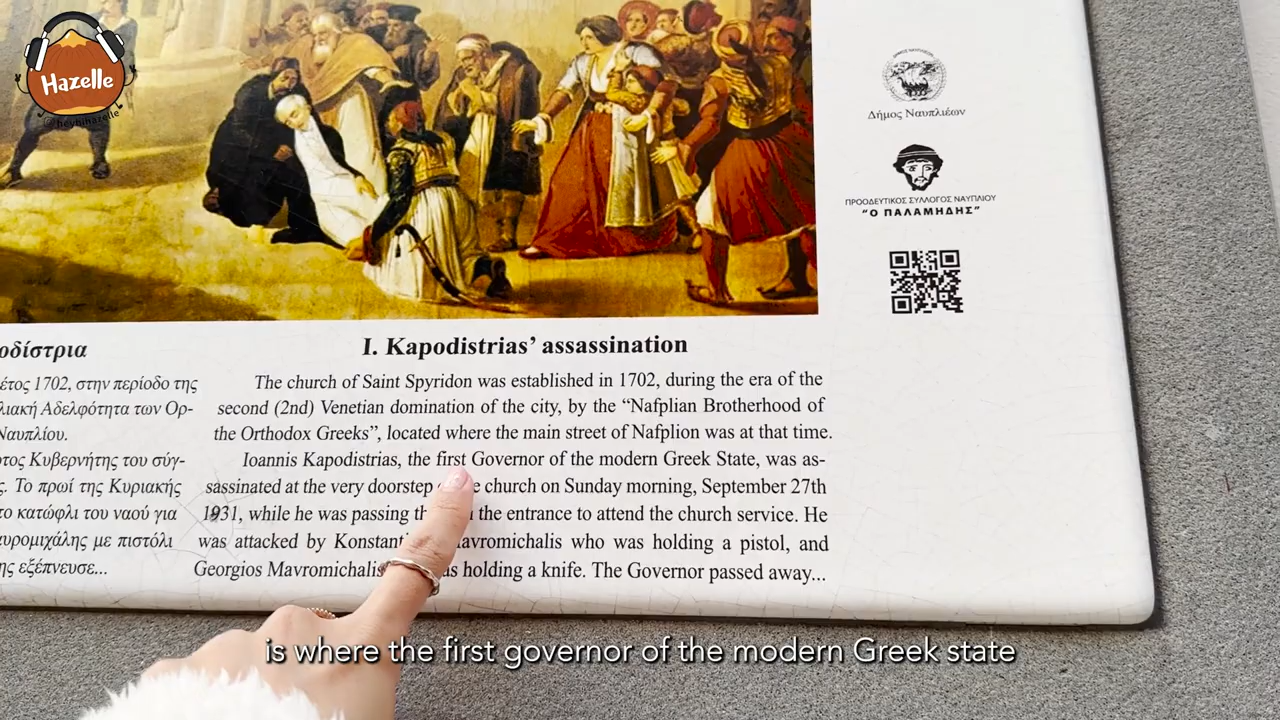 Hazelle
@heyhihazelle
Δήμος Ναυπλιέων
ΠΡΟΟΔΕΥΤΙΚΟΣ ΣΥΛΛΟΓΟΣ ΝΑΥΠΛΙΟΥ
"Ο ΠΑΛΑΜΗΔΗΣ"
οδίστρια
έτος 1702, στην περίοδο της
λιακή Αδελφότητα των Ορ-
Ναυπλίου.
τος Κυβερνήτης του σύγ-
ς. Το πρωί της Κυριακής
το κατώφλι του ναού για
αυρομιχάλης με πιστόλι
ης εξέπνευσε...
I. Kapodistrias' assassination
The church of Saint Spyridon was established in 1702, during the era of the
second (2nd) Venetian domination of the city, by the "Nafplian Brotherhood of
the Orthodox Greeks", located where the main street of Nafplion was at that time.
Ioannis Kapodistrias, the first Governor of the modern Greek State, was as-
sassinated at the very doorstep church on Sunday morning, September 27th
1931, while he was passing the entrance to attend the church service. He
was attacked by Konstant avromichalis who was holding a pistol, and
Georgios Mavromichalis holding a knife. The Governor passed away...
is where the first governor of the modern Greek state